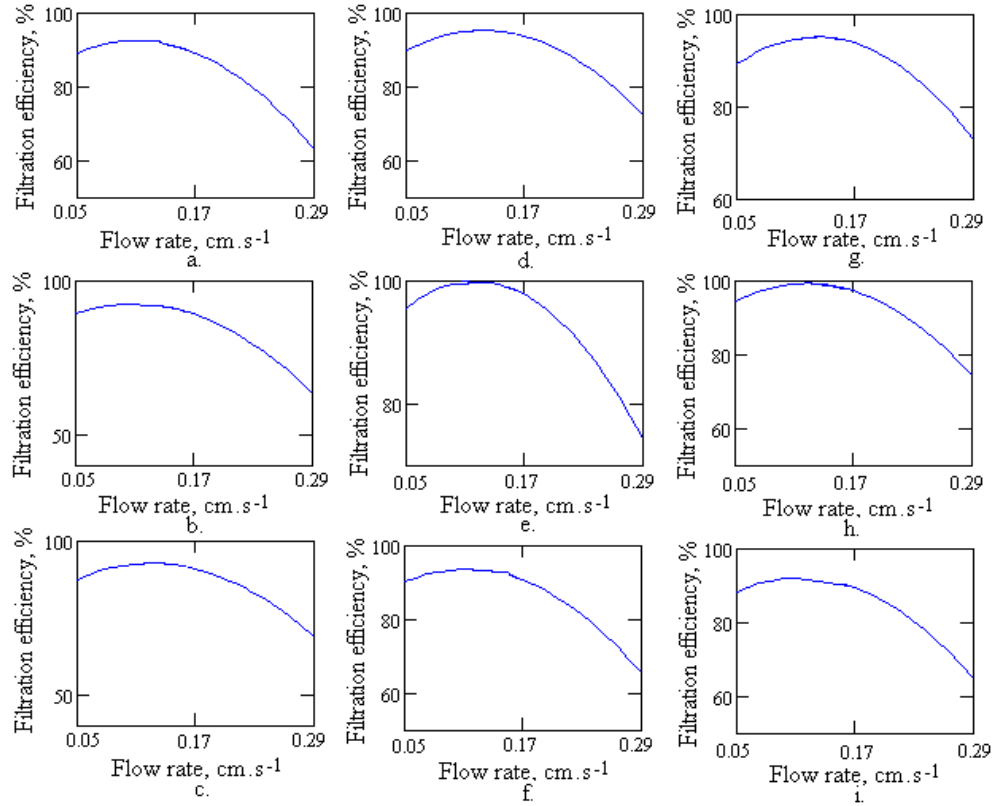 Filtration efficiency, %
100
80
60
0.05
0.17
0.29
Flow rate, cm.s-1
a.
Filtration efficiency, %
100
80
60
0.05
0.17
0.29
Flow rate, cm.s-1
d.
Filtration efficiency, %
100
80
60
0.05
0.17
0.29
Flow rate, cm.s-1
g.
Filtration efficiency, %
100
50
0.05
0.17
0.29
Flow rate, cm.s-1
b.
Filtration efficiency, %
100
80
0.05
0.17
0.29
Flow rate, cm.s-1
e.
Filtration efficiency, %
100
80
60
0.05
0.17
0.29
Flow rate, cm.s-1
h.
Filtration efficiency, %
100
50
0.05
0.17
0.29
Flow rate, cm.s-1
c.
Filtration efficiency, %
100
80
60
0.05
0.17
0.29
Flow rate, cm.s-1
f.
Filtration efficiency, %
100
80
60
0.05
0.17
0.29
Flow rate, cm.s-1
i.